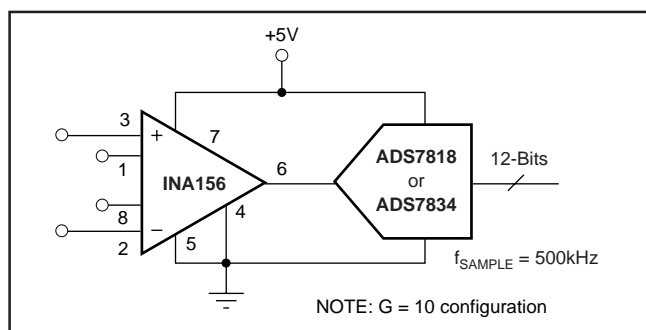 +5V
3
+
7
1
INA156
6
8
4
−
2
5
ADS7818
or
ADS7834
12-Bits
fSAMPLE = 500kHz
NOTE: G = 10 configuration